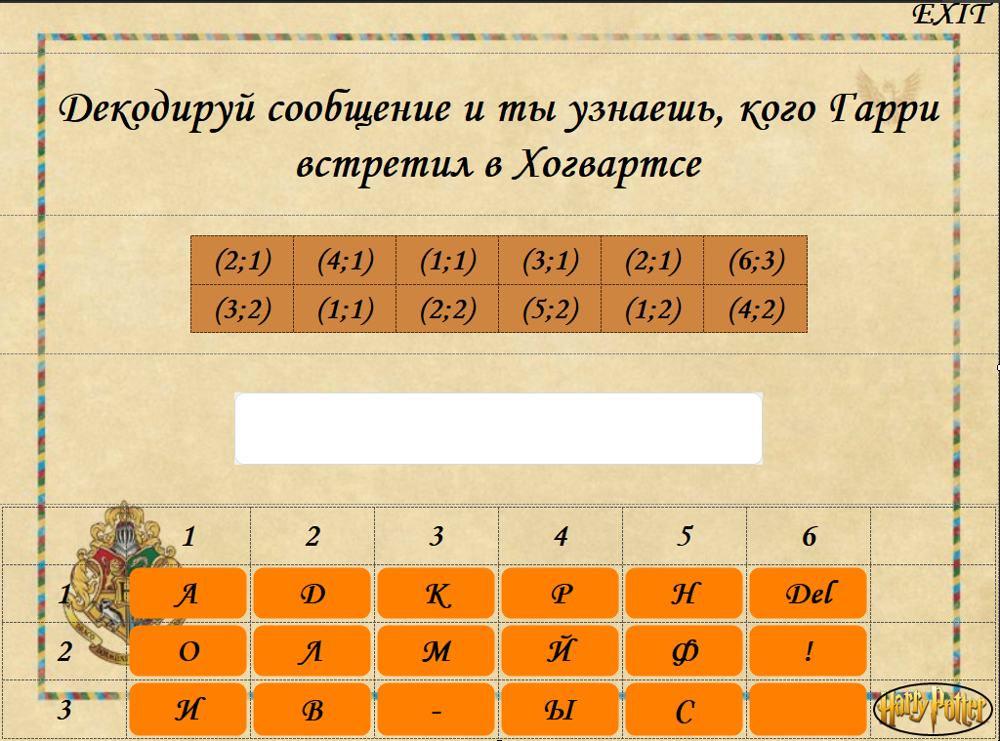 EXIT
Декодируй сообщение и ты узнаешь, кого Гарри
встретил в Хогвартсе
(2;1) (4;1) (1;1) (3;1) (2;1) (6;3)
(3;2) (1;1) (2;2) (5;2) (1;2) (4;2)
1 2 3 4 5 6
1 А D К Р Н Del
2 О Л М Й Ф !
3 И В - Ы С
Harry Potter